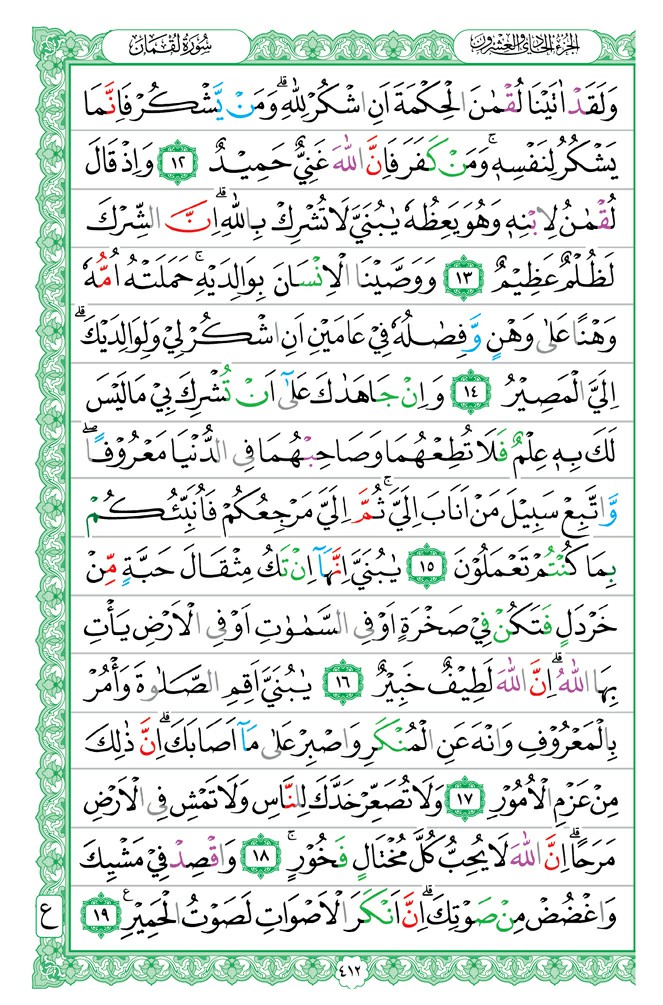 الجزء الحادي والعشرون
سورة لقمان
وَلَقَدْ اٰتَيْنَا لُقْمٰنَ الْحِكْمَةَ اَنِ اشْكُرْ لِلّٰهِ ۗ وَمَنْ يَّشْكُرْ فَاِنَّمَا
يَشْكُرُ لِنَفْسِهٖ ۚ وَمَنْ كَفَرَ فَاِنَّ اللّٰهَ غَنِيٌّ حَمِيْدٌ ١٢ وَاِذْ قَالَ
لُقْمٰنُ لِابْنِهٖ وَهُوَ يَعِظُهٗ يٰبُنَيَّ لَا تُشْرِكْ بِاللّٰهِ ۗ اِنَّ الشِّرْكَ
لَظُلْمٌ عَظِيْمٌ ١٣ وَوَصَّيْنَا الْاِنْسَانَ بِوَالِدَيْهِ ۚ حَمَلَتْهُ اُمُّهٗ
وَهْنًا عَلٰى وَهْنٍ وَّفِصٰلُهٗ فِيْ عَامَيْنِ اَنِ اشْكُرْ لِيْ وَلِوَالِدَيْكَ ۗ
اِلَيَّ الْمَصِيْرُ ١٤ وَاِنْ جَاهَدٰكَ عَلٰٓى اَنْ تُشْرِكَ بِيْ مَا لَيْسَ
لَكَ بِهٖ عِلْمٌ فَلَا تُطِعْهُمَا وَصَاحِبْهُمَا فِى الدُّنْيَا مَعْرُوْفًا ۖ
وَّاتَّبِعْ سَبِيْلَ مَنْ اَنَابَ اِلَيَّ ۚ ثُمَّ اِلَيَّ مَرْجِعُكُمْ فَاُنَبِّئُكُمْ
بِمَا كُنْتُمْ تَعْمَلُوْنَ ١٥ يٰبُنَيَّ اِنَّهَآ اِنْ تَكُ مِثْقَالَ حَبَّةٍ مِّنْ
خَرْدَلٍ فَتَكُنْ فِيْ صَخْرَةٍ اَوْ فِى السَّمٰوٰتِ اَوْ فِى الْاَرْضِ يَأْتِ
بِهَا اللّٰهُ ۗ اِنَّ اللّٰهَ لَطِيْفٌ خَبِيْرٌ ١٦ يٰبُنَيَّ اَقِمِ الصَّلٰوةَ وَأْمُرْ
بِالْمَعْرُوْفِ وَانْهَ عَنِ الْمُنْكَرِ وَاصْبِرْ عَلٰى مَآ اَصَابَكَ ۗ اِنَّ ذٰلِكَ
مِنْ عَزْمِ الْاُمُوْرِ ١٧ وَلَا تُصَعِّرْ خَدَّكَ لِلنَّاسِ وَلَا تَمْشِ فِى الْاَرْضِ
مَرَحًا ۗ اِنَّ اللّٰهَ لَا يُحِبُّ كُلَّ مُخْتَالٍ فَخُوْرٍ ۚ ١٨ وَاقْصِدْ فِيْ مَشْيِكَ
وَاغْضُضْ مِنْ صَوْتِكَ ۗ اِنَّ اَنْكَرَ الْاَصْوَاتِ لَصَوْتُ الْحَمِيْرِ ࣖ ١٩
ع
٤١٢